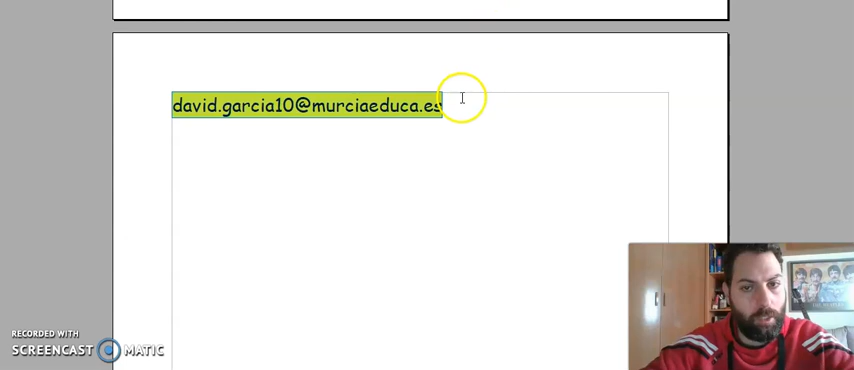 david.garcia10@murciaeduca.es
RECORDED WITH
SCREENCAST MATIC